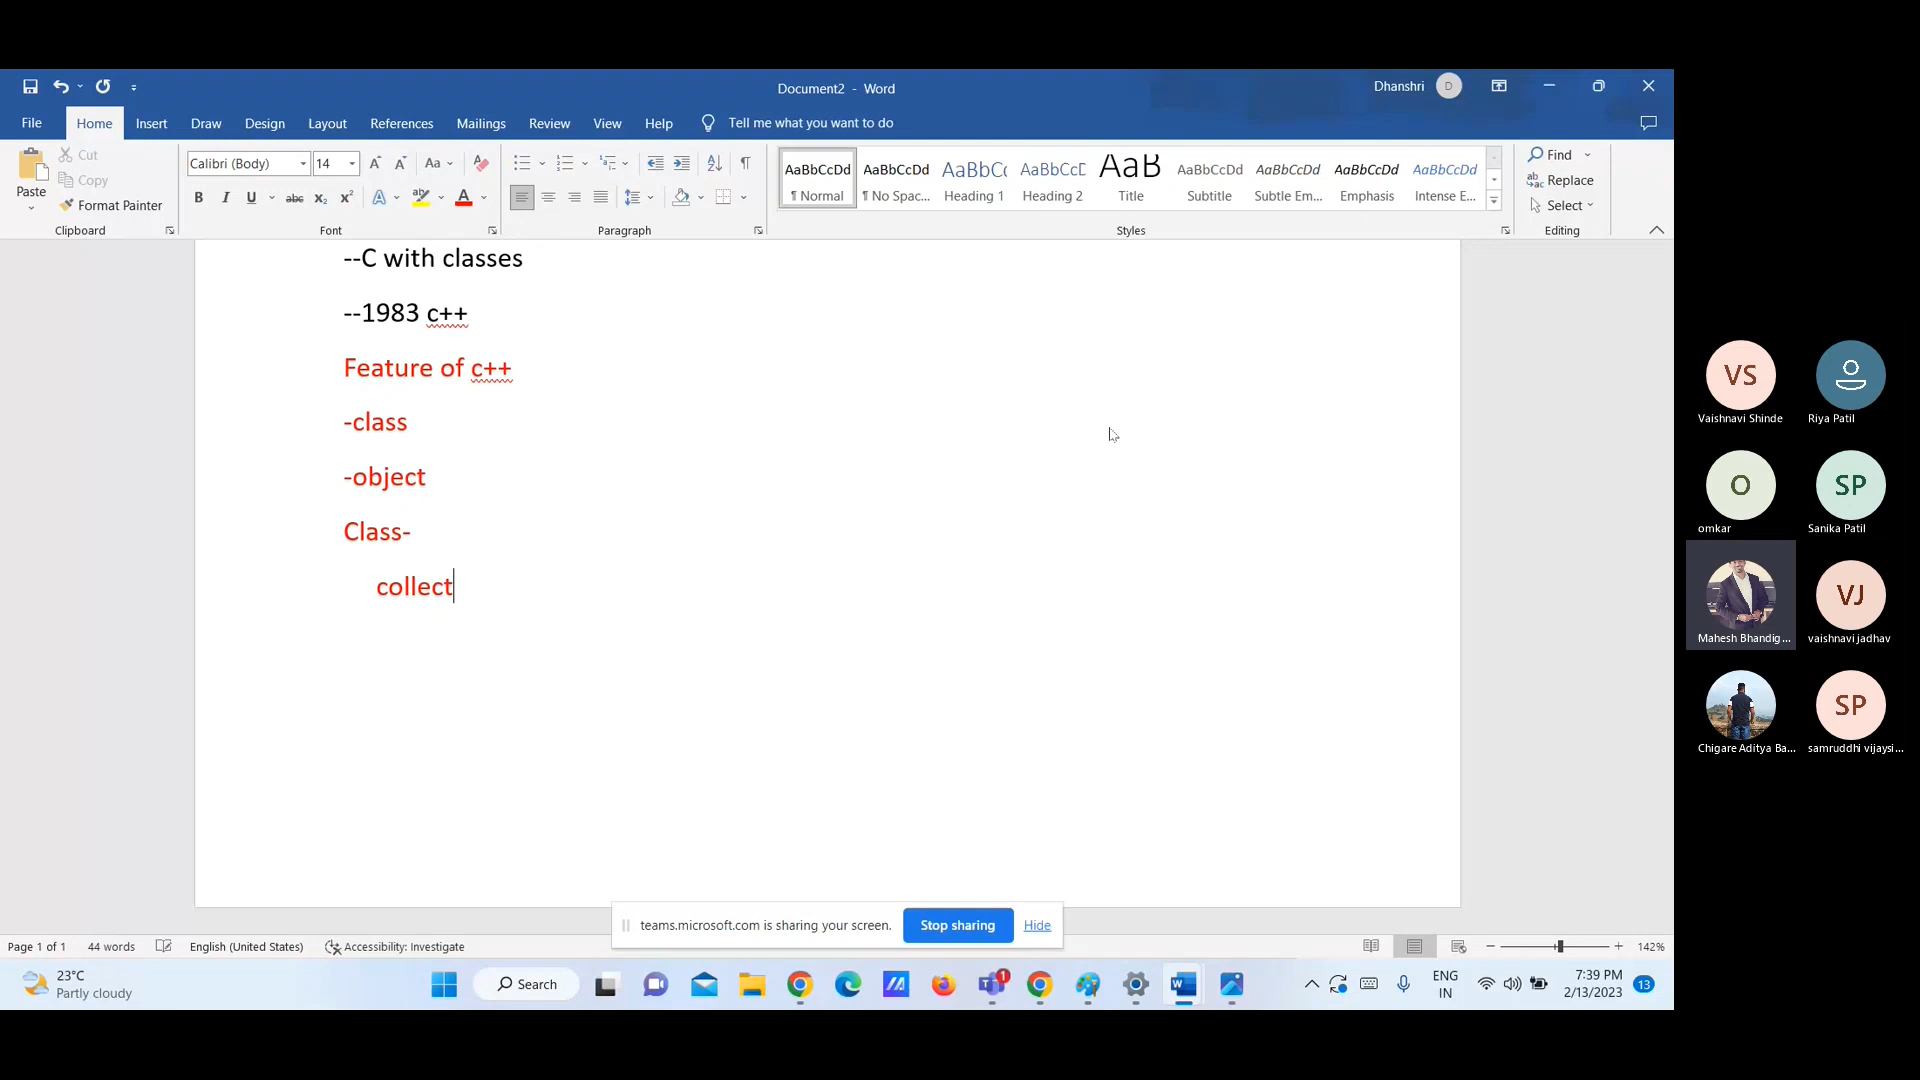 Document2 - Word
Dhanshri
D
File
Home
Insert
Draw
Design
Layout
References
Mailings
Review
View
Help
Tell me what you want to do
Paste
Cut
Copy
Format Painter
Clipboard
Calibri (Body)
14
Font
Paragraph
AaBbCcDd
¶ Normal
AaBbCcDd
¶ No Spac...
AaBbCc
Heading 1
AaBbCcD
Heading 2
AaB
Title
AaBbCcDd
Subtitle
AaBbCcDd
Subtle Em...
AaBbCcDd
Emphasis
AaBbCcDd
Intense E...
Styles
Find
Replace
Select
Editing
--C with classes
--1983 c++
Feature of c++
-class
-object
Class-
collect
VS
Vaishnavi Shinde
Riya Patil
O
omkar
SP
Sanika Patil
Mahesh Bhandig...
VJ
vaishnavi jadhav
Chigare Aditya Ba...
SP
samruddhi vijaysi...
teams.microsoft.com is sharing your screen.
Stop sharing
Hide
Page 1 of 1
44 words
English (United States)
Accessibility: Investigate
142%
23°C
Partly cloudy
Search
1
ENG
IN
7:39 PM
2/13/2023
13